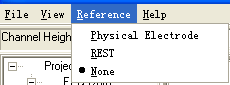 File View Reference Help
Channel Heigh
Physical Electrode
REST
None
Projec